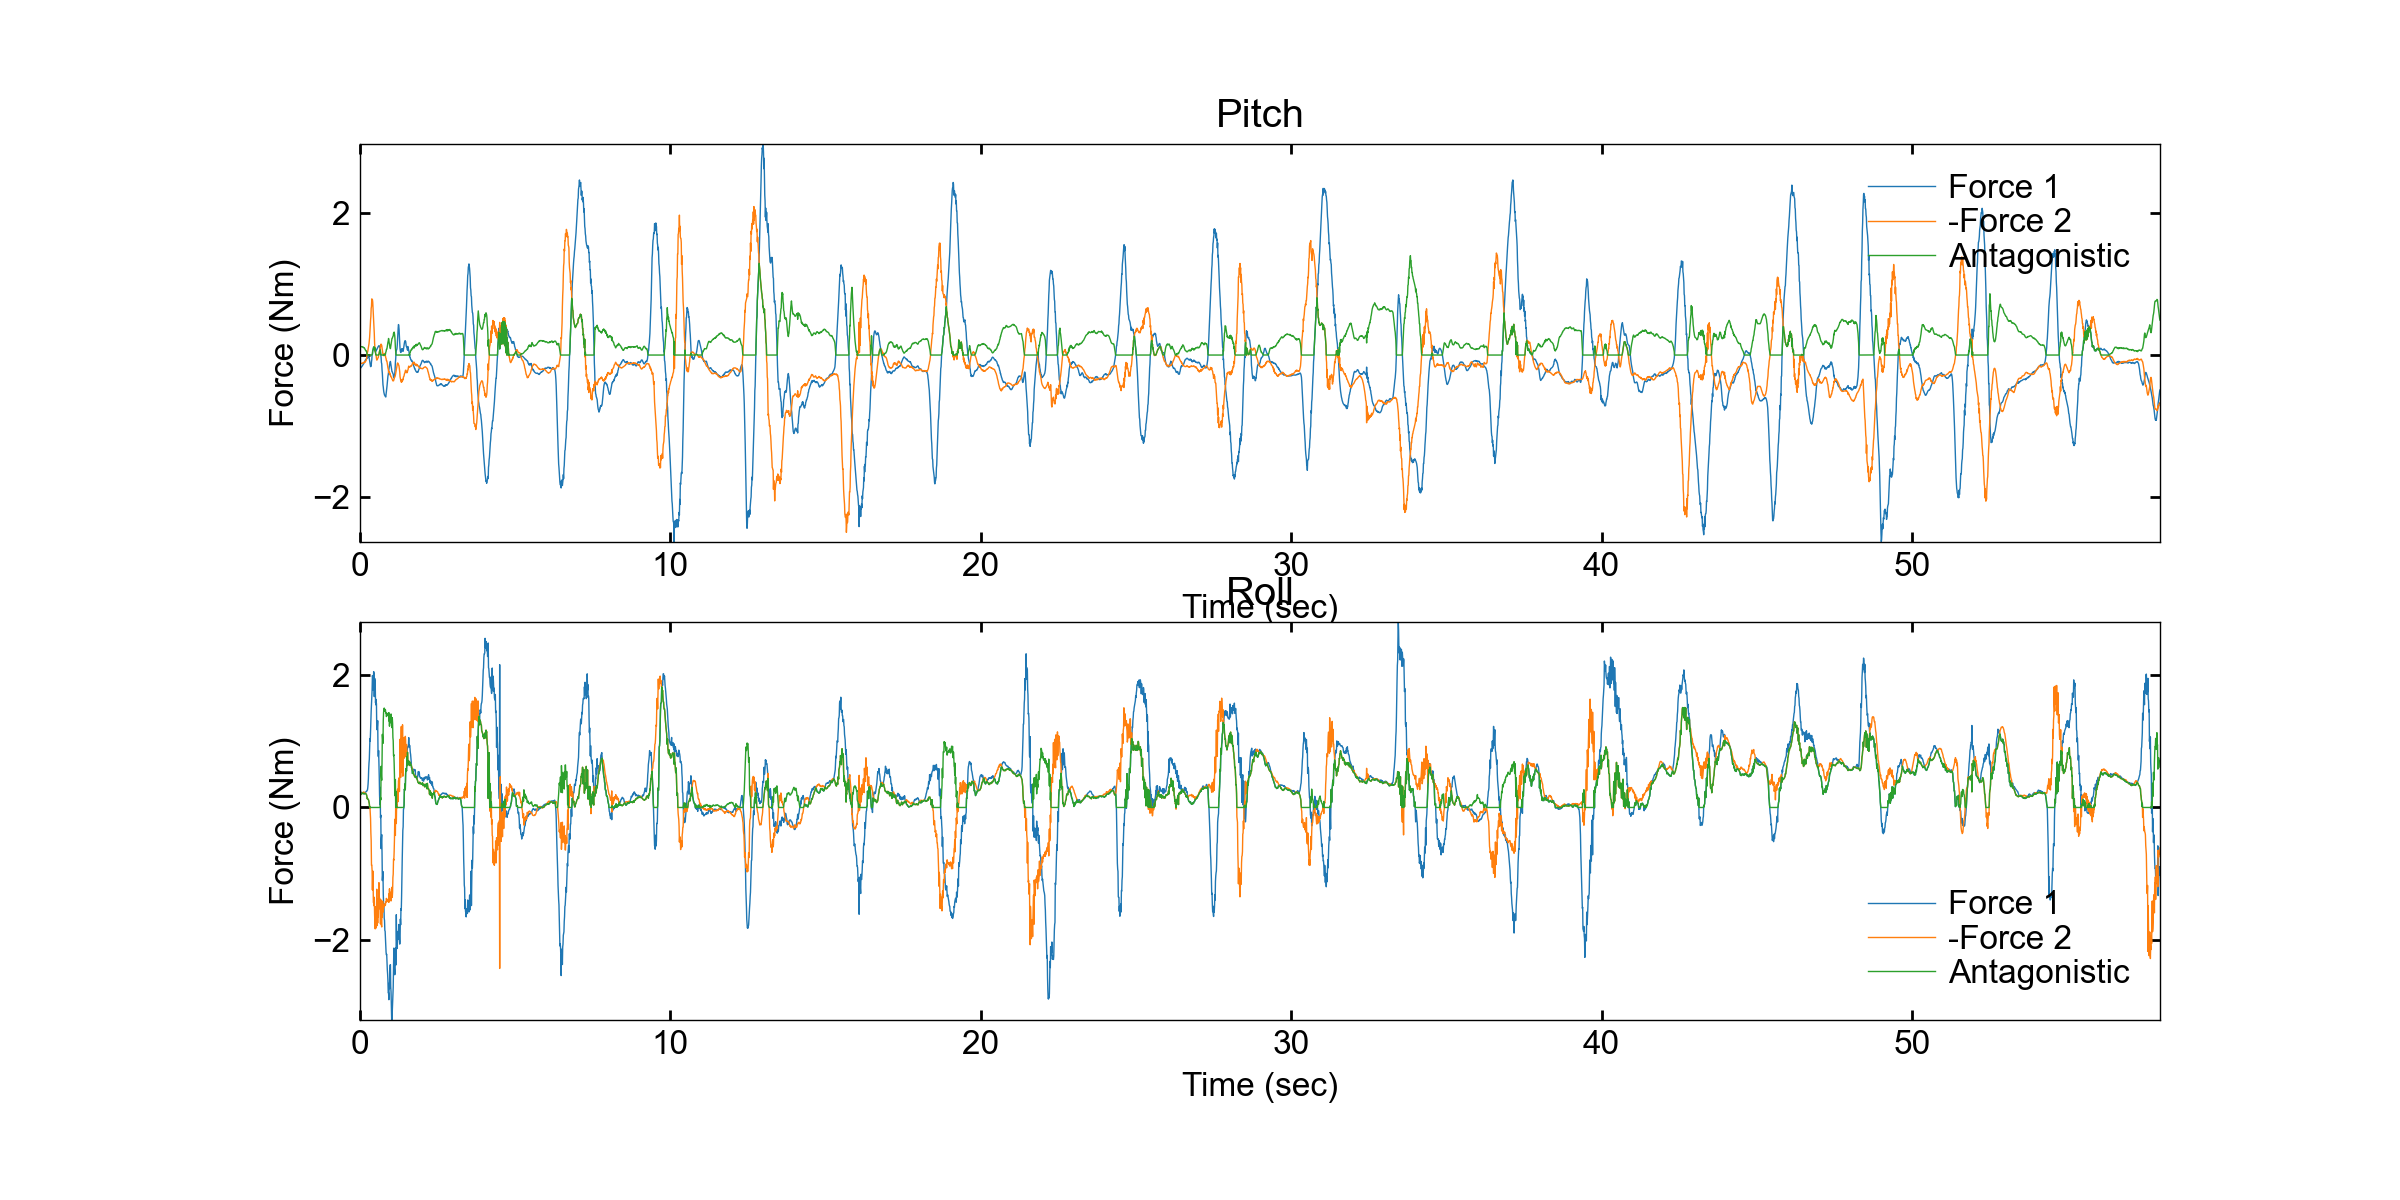 Pitch
Force (Nm)
2
0
−2
Force 1
-Force 2
Antagonistic
0 10 20 30 40 50
Time (sec)
Roll
Force (Nm)
2
0
−2
Force 1
-Force 2
Antagonistic
0 10 20 30 40 50
Time (sec)